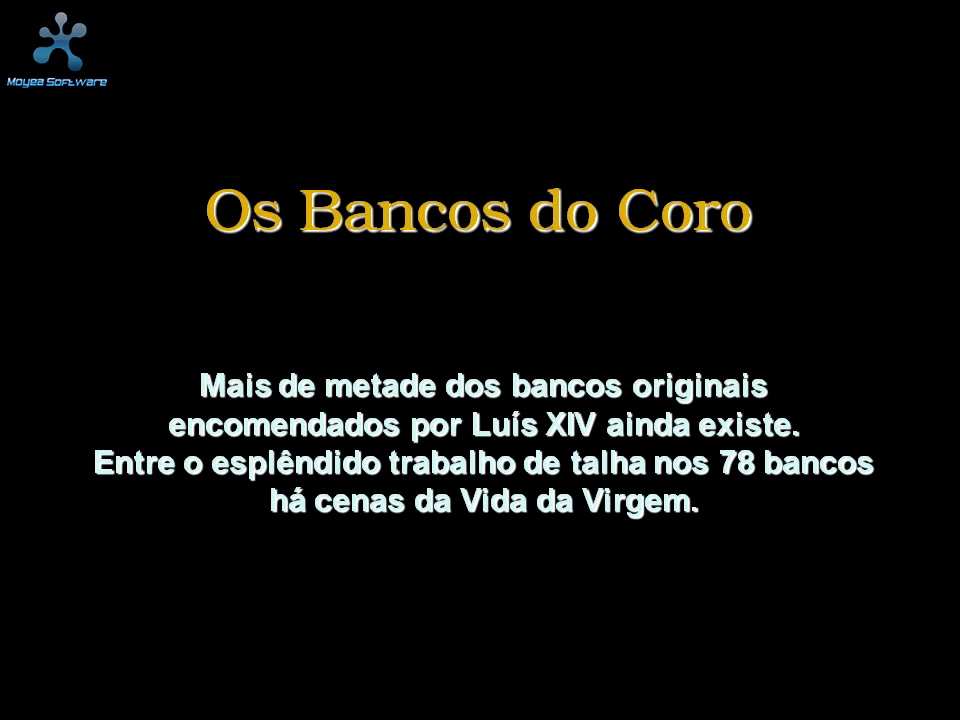 Moyea Software
Os Bancos do Coro
Mais de metade dos bancos originais
encomendados por Luís XIV ainda existe.
Entre o esplêndido trabalho de talha nos 78 bancos
há cenas da Vida da Virgem.